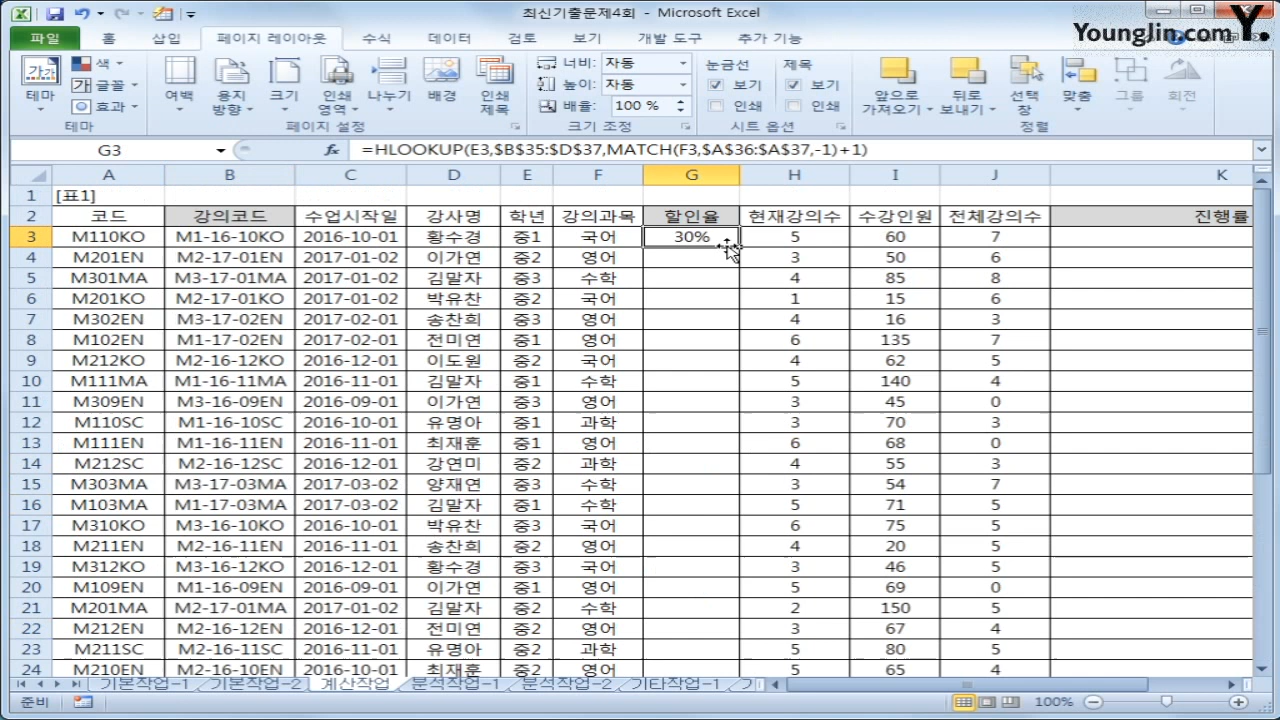 최신기출문제4회 - Microsoft Excel
Younglin.com Y.
파일 홈 삽입 페이지 레이아웃 수식 데이터 검토 보기 개발 도구 추가 기능
가가 테마 색 글꼴 효과 여백 용지 방향 크기 인쇄 영역 나누기 배경 인쇄 제목 너비: 자동 높이: 자동 배율: 100 % 눈금선 보기 인쇄 제목 보기 인쇄 앞으로 가져오기 뒤로 보내기 선택 창 맞춤 그룹 회전
테마 페이지 설정 크기 조정 시트 옵션 정렬
G3 fx =HLOOKUP(E3,$B$35:$D$37,MATCH(F3,$A$36:$A$37,-1)+1)
A B C D E F G H I J K
1 [표1]
2 코드 강의코드 수업시작일 강사명 학년 강의과목 할인율 현재강의수 수강인원 전체강의수 진행률
3 M110KO M1-16-10KO 2016-10-01 황수경 중1 국어 30% 5 60 7
4 M201EN M2-17-01EN 2017-01-02 이가연 중2 영어 3 50 6
5 M301MA M3-17-01MA 2017-01-02 김말자 중3 수학 4 85 8
6 M201KO M2-17-01KO 2017-01-02 박유찬 중2 국어 1 15 6
7 M302EN M3-17-02EN 2017-02-01 송찬희 중3 영어 4 16 3
8 M102EN M1-17-02EN 2017-02-01 전미연 중1 영어 6 135 7
9 M212KO M2-16-12KO 2016-12-01 이도원 중2 국어 4 62 5
10 M111MA M1-16-11MA 2016-11-01 김말자 중1 수학 5 140 4
11 M309EN M3-16-09EN 2016-09-01 이가연 중3 영어 3 45 0
12 M110SC M1-16-10SC 2016-10-01 유명아 중1 과학 3 70 3
13 M111EN M1-16-11EN 2016-11-01 최재훈 중1 영어 6 68 0
14 M212SC M2-16-12SC 2016-12-01 강연미 중2 과학 4 55 3
15 M303MA M3-17-03MA 2017-03-02 양재연 중3 수학 3 54 7
16 M103MA M1-17-03MA 2017-03-02 김말자 중1 수학 5 71 5
17 M310KO M3-16-10KO 2016-10-01 박유찬 중3 국어 6 75 5
18 M211EN M2-16-11EN 2016-11-01 송찬희 중2 영어 4 20 5
19 M312KO M3-16-12KO 2016-12-01 황수경 중3 국어 3 46 5
20 M109EN M1-16-09EN 2016-09-01 이가연 중1 영어 5 69 0
21 M201MA M2-17-01MA 2017-01-02 김말자 중2 수학 2 150 5
22 M212EN M2-16-12EN 2016-12-01 전미연 중2 영어 3 67 4
23 M211SC M2-16-11SC 2016-11-01 유명아 중2 과학 5 80 5
24 M210EN M2-16-10EN 2016-10-01 최재훈 중2 영어 5 65 4
기본작업-1 기본작업-2 계산작업 분석작업-1 분석작업-2 기타작업-1 기
준비 100%